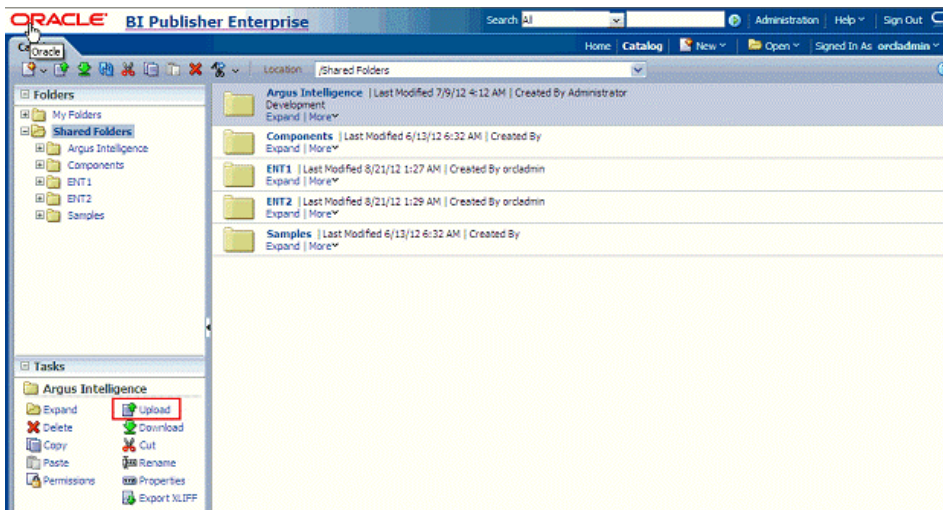 ORACLE BI Publisher Enterprise Search All Administration Help Sign Out
Oracle
Home Catalog New Open Signed In As orcladmin
Location /Shared Folders
Folders
My Folders
Shared Folders
Argus Intelligence
Components
ENT1
ENT2
Samples
Argus Intelligence | Last Modified 7/9/12 4:12 AM | Created By Administrator
Development
Expand | More
Components | Last Modified 6/13/12 6:32 AM | Created By
Expand | More
ENT1 | Last Modified 8/21/12 1:27 AM | Created By orcladmin
Expand | More
ENT2 | Last Modified 8/21/12 1:29 AM | Created By orcladmin
Expand | More
Samples | Last Modified 6/13/12 6:32 AM | Created By
Expand | More
Tasks
Argus Intelligence
Expand Upload
Delete Download
Copy Cut
Paste Rename
Permissions Properties
Export XLIFF